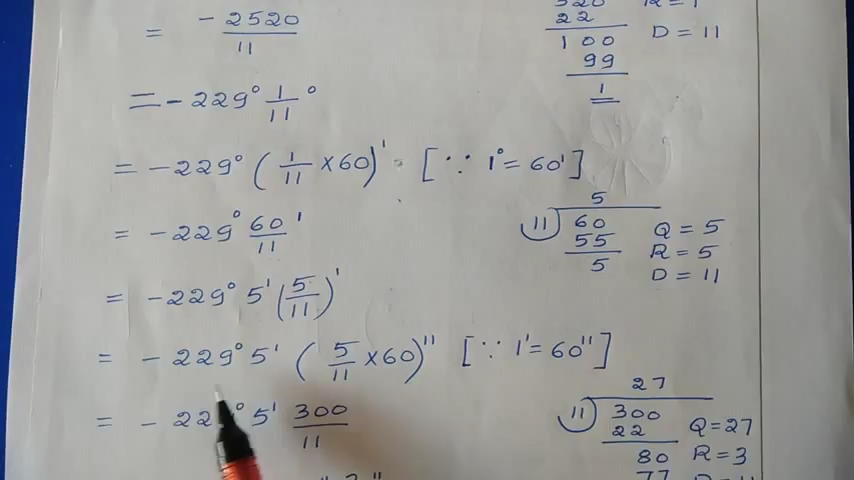 = -2520/11
= -229° 1/11°
= -229° (1/11 ×60)' [∵ 1° = 60']
= -229° 60/11 '
= -229° 5' (5/11)'
= -229° 5' (5/11 ×60)" [∵ 1' = 60"]
= -22 ° 5' 300/11
22
100
99
1
D = 11
5
11) 60
55
5
Q = 5
R = 5
D = 11
27
11) 300
22
80
77
Q = 27
R = 3